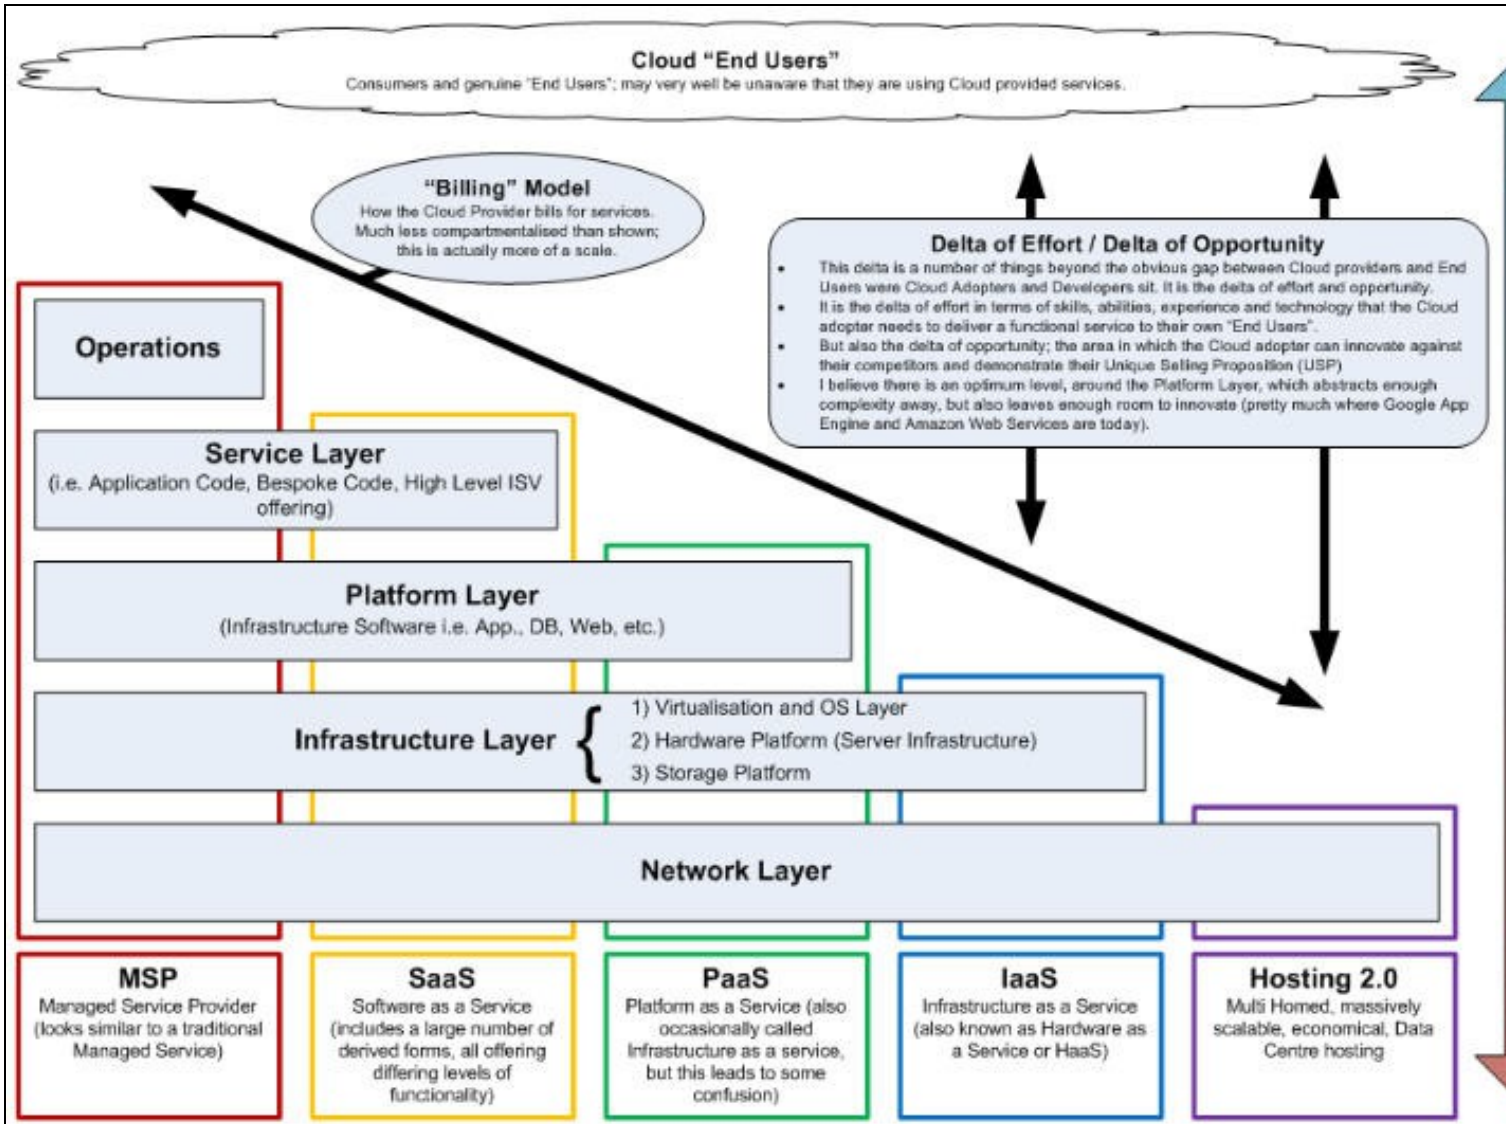 Cloud "End Users"
Consumers and genuine "End Users"; may very well be unaware that they are using Cloud provided services.
"Billing" Model
How the Cloud Provider bills for services.
Much less compartmentalised than shown;
this is actually more of a scale.
Delta of Effort / Delta of Opportunity
• This delta is a number of things beyond the obvious gap between Cloud providers and End
Users were Cloud Adopters and Developers sit. It is the delta of effort and opportunity.
• It is the delta of effort in terms of skills, abilities, experience and technology that the Cloud
adopter needs to deliver a functional service to their own "End Users".
• But also the delta of opportunity; the area in which the Cloud adopter can innovate against
their competitors and demonstrate their Unique Selling Proposition (USP)
• I believe there is an optimum level, around the Platform Layer, which abstracts enough
complexity away, but also leaves enough room to innovate (pretty much where Google App
Engine and Amazon Web Services are today).
Operations
Service Layer
(i.e. Application Code, Bespoke Code, High Level ISV
offering)
Platform Layer
(Infrastructure Software i.e. App., DB, Web, etc.)
Infrastructure Layer
1) Virtualisation and OS Layer
2) Hardware Platform (Server Infrastructure)
3) Storage Platform
Network Layer
MSP
Managed Service Provider
(looks similar to a traditional
Managed Service)
SaaS
Software as a Service
(includes a large number of
derived forms, all offering
differing levels of
functionality)
PaaS
Platform as a Service (also
occasionally called
Infrastructure as a service,
but this leads to some
confusion)
IaaS
Infrastructure as a Service
(also known as Hardware as
a Service or HaaS)
Hosting 2.0
Multi Homed, massively
scalable, economical, Data
Centre hosting